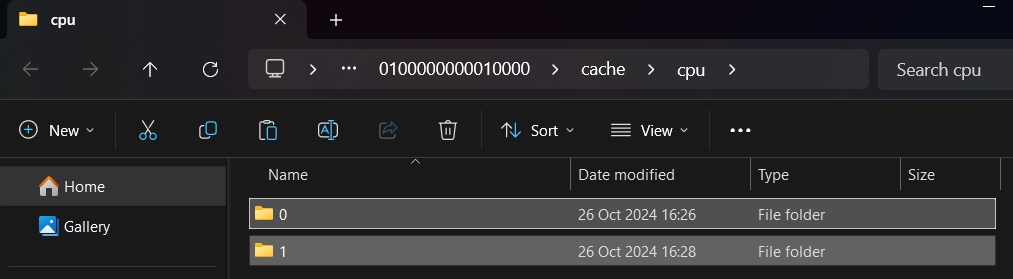 cpu
0100000000010000 cache cpu Search cpu
New Sort View
Name Date modified Type Size
Home
0 26 Oct 2024 16:26 File folder
Gallery
1 26 Oct 2024 16:28 File folder